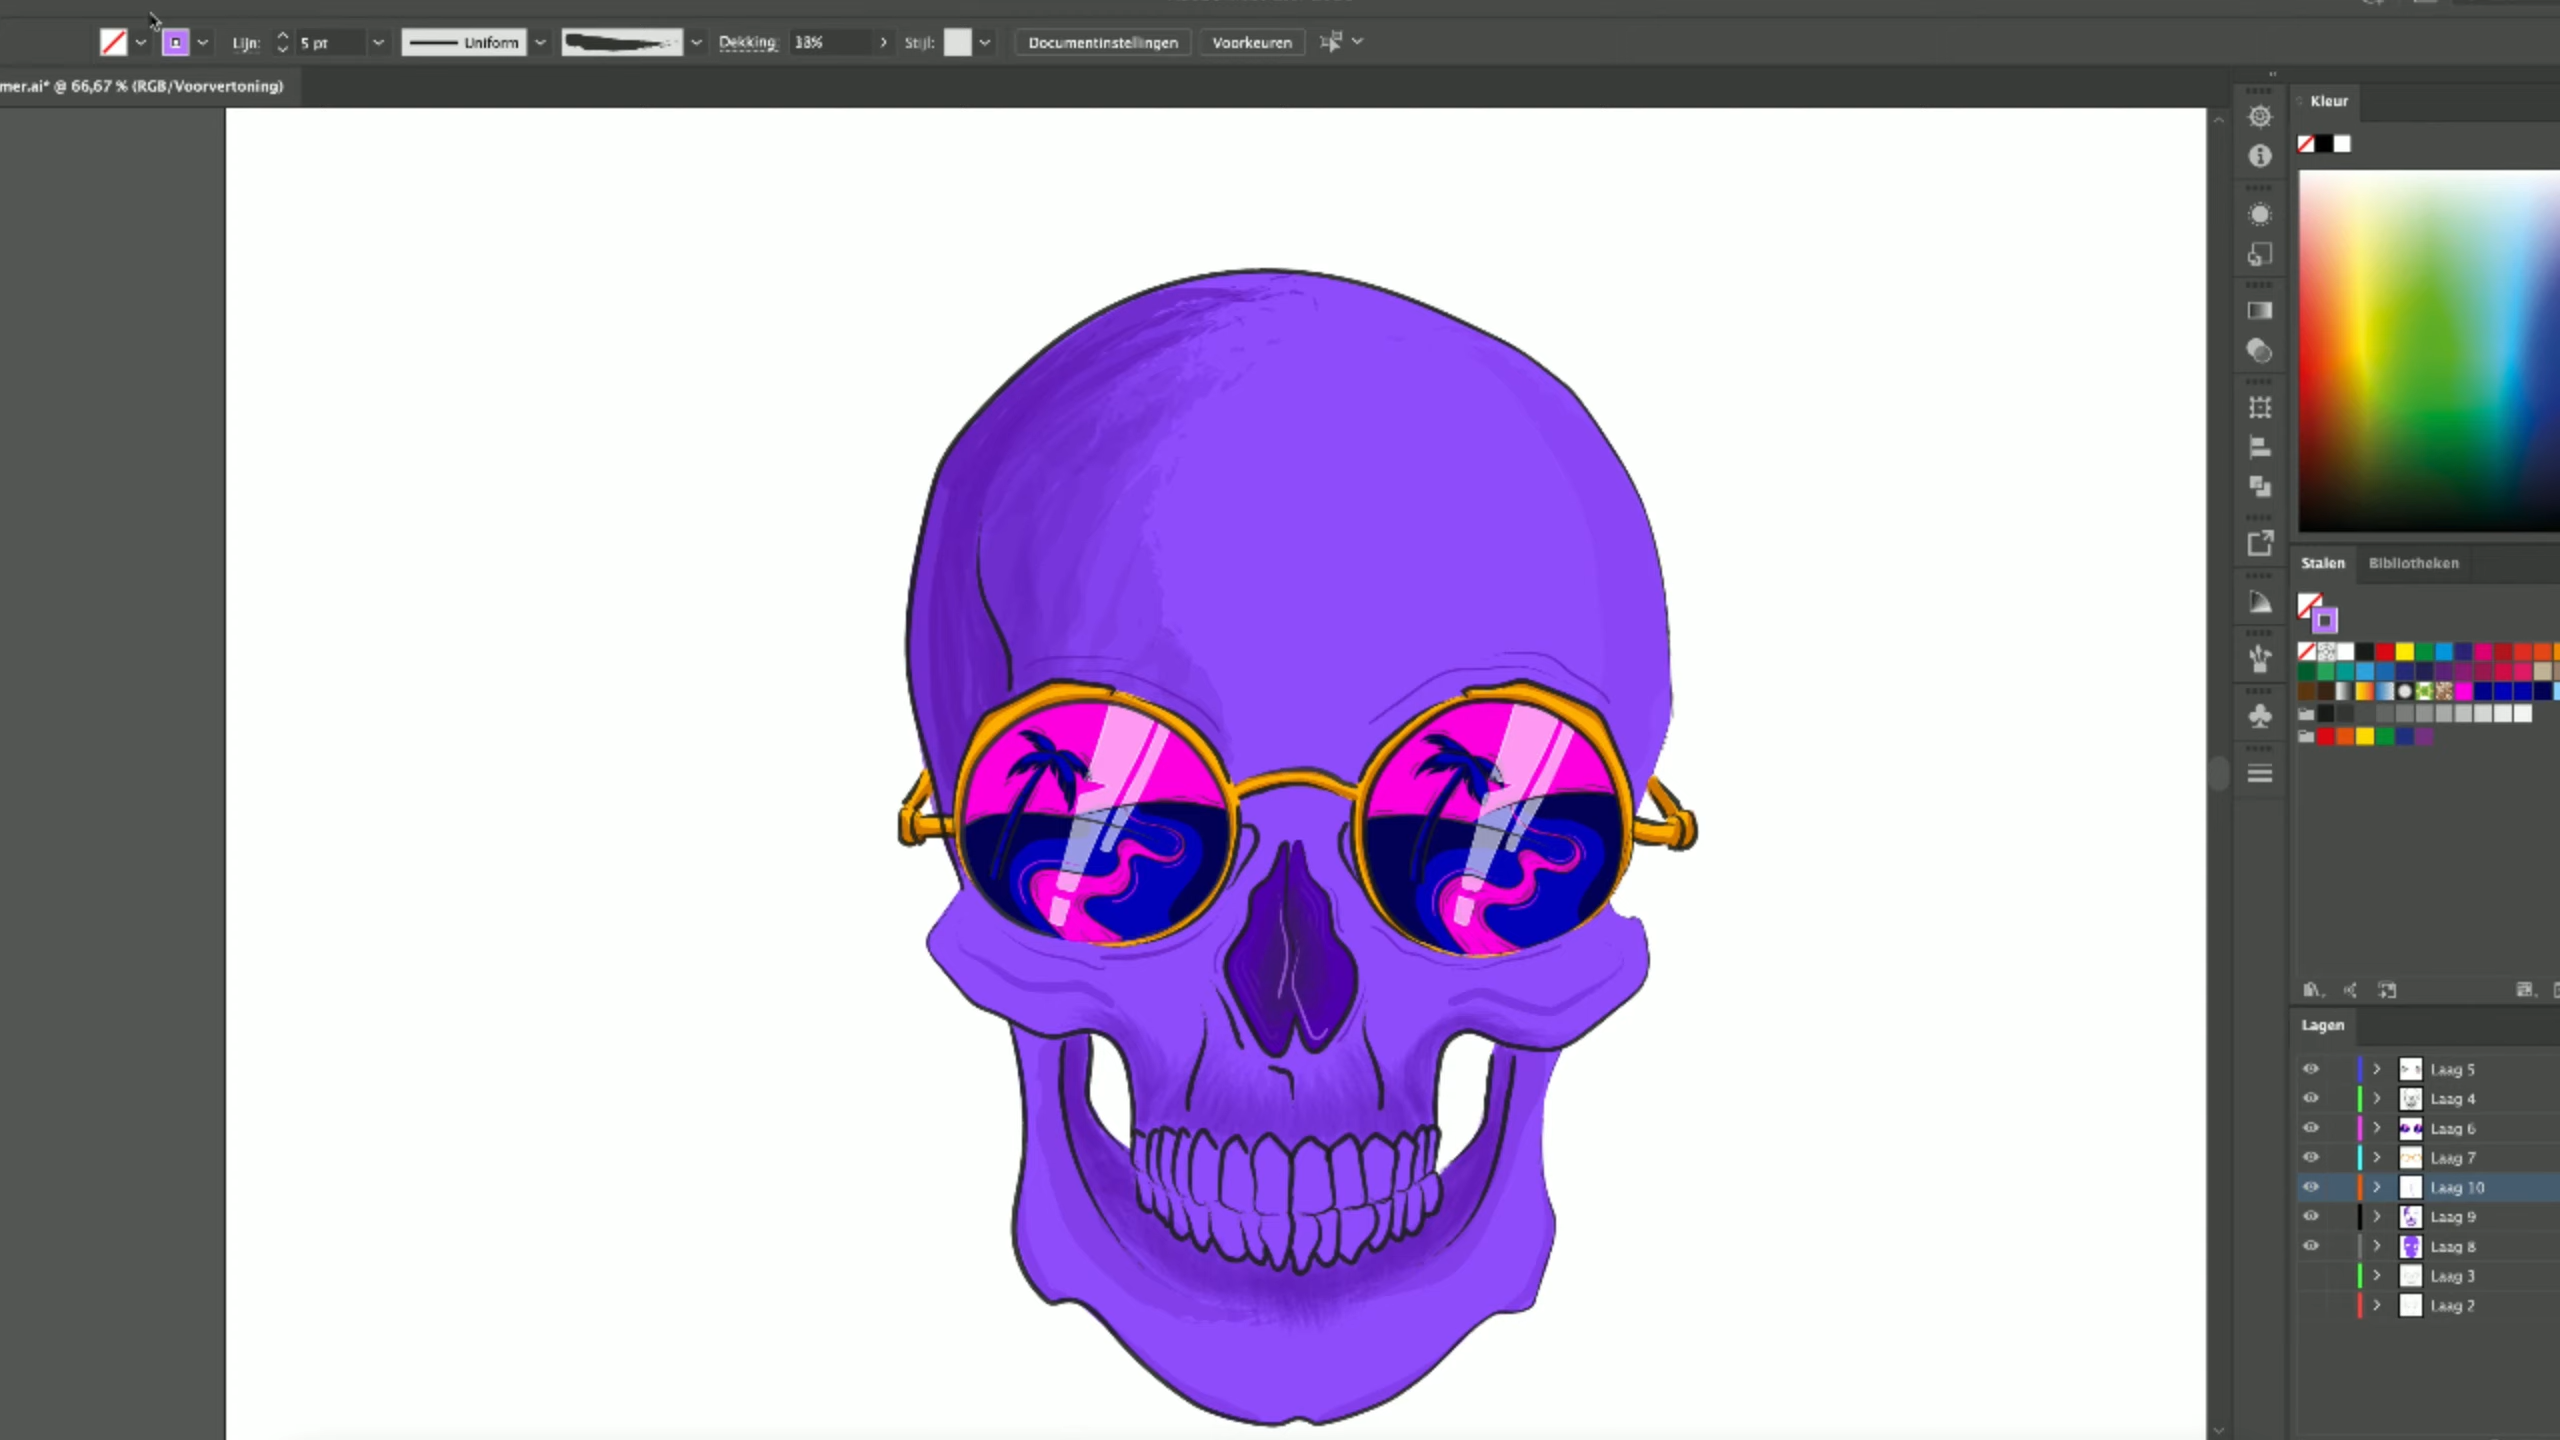 Lijn: 5 pt Uniform Dekking: 38% Stijl: Documentinstellingen Voorkeuren
mer.ai* @ 66,67 % (RGB/Voorvertoning)
Kleur
Stalen Bibliotheken
Lagen
Laag 5
Laag 4
Laag 6
Laag 7
Laag 10
Laag 9
Laag 8
Laag 3
Laag 2